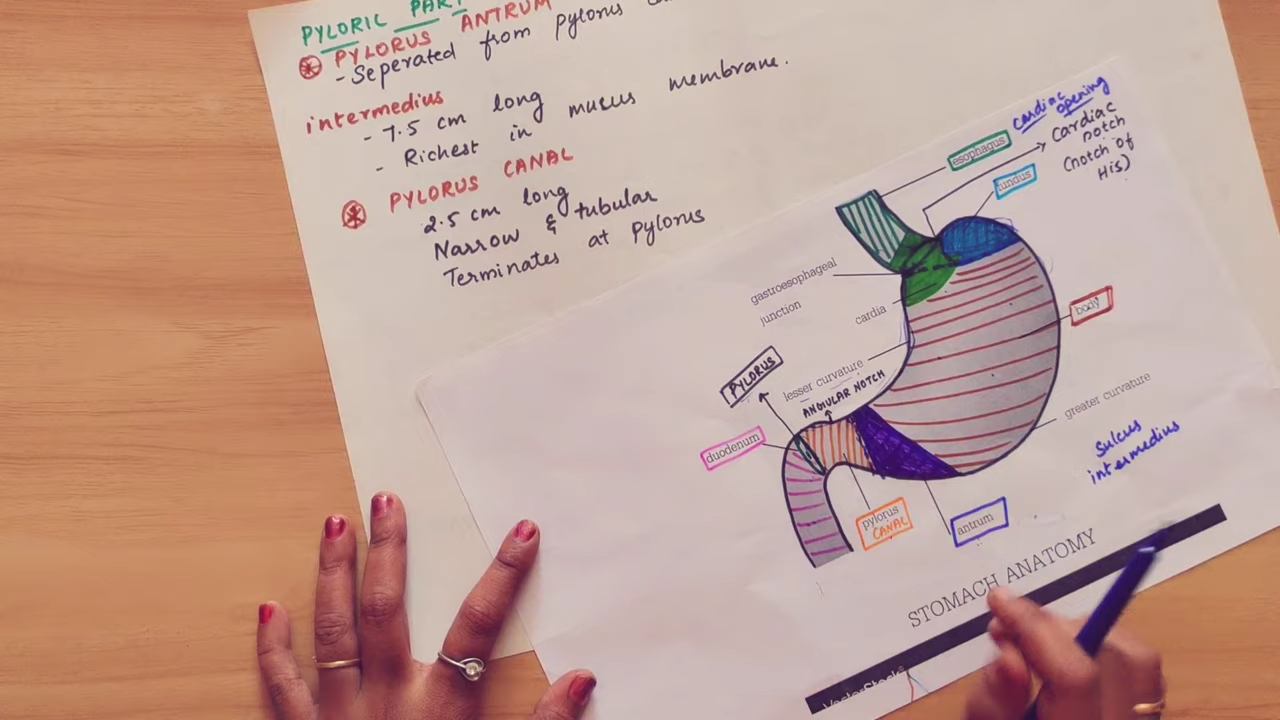 PYLORIC PART
PYLORUS ANTRUM
- Seperated from pylorus
intermedius
- 7.5 cm long
- Richest in mucus membrane.
PYLORUS CANAL
2.5 cm long
Narrow & tubular
Terminates at Pylorus
cardiac opening
esophagus
Cardiac
notch
(notch of
His)
fundus
gastroesophageal
junction
cardia
body
PYLORUS
lesser curvature
ANGULAR NOTCH
greater curvature
duodenum
sulcus
intermedius
pylorus
CANAL
antrum
STOMACH ANATOMY
VectorStock